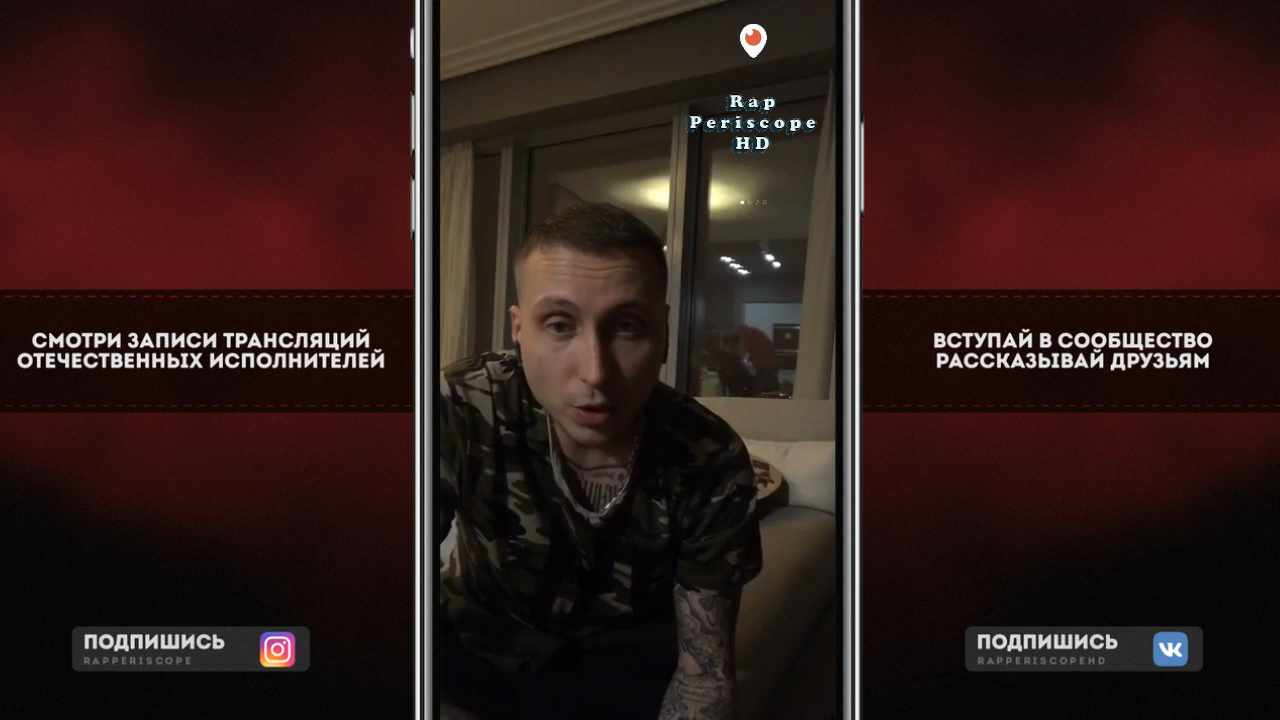 Rap
Periscope
HD
СМОТРИ ЗАПИСИ ТРАНСЛЯЦИЙ
ОТЕЧЕСТВЕННЫХ ИСПОЛНИТЕЛЕЙ
ВСТУПАЙ В СООБЩЕСТВО
РАССКАЗЫВАЙ ДРУЗЬЯМ
ПОДПИШИСЬ
RAPPERISCOPE
ПОДПИШИСЬ
RAPPERISCOPEHD